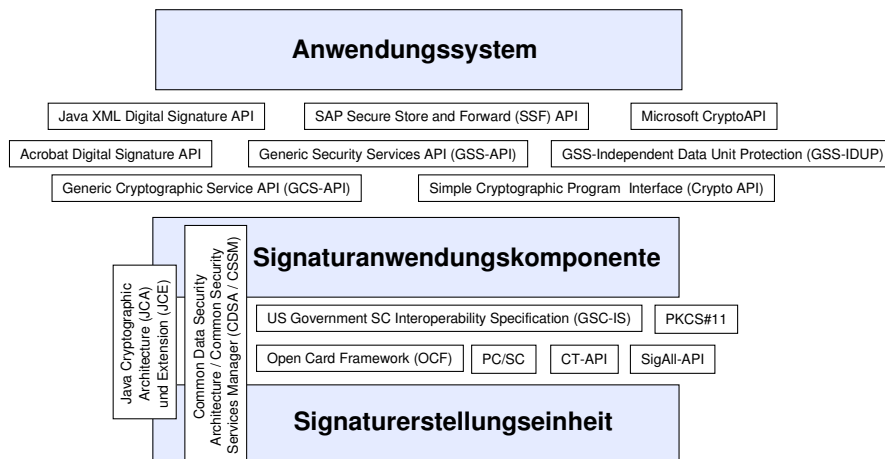 Anwendungssystem
Java XML Digital Signature API
SAP Secure Store and Forward (SSF) API
Microsoft CryptoAPI
Acrobat Digital Signature API
Generic Security Services API (GSS-API)
GSS-Independent Data Unit Protection (GSS-IDUP)
Generic Cryptographic Service API (GCS-API)
Simple Cryptographic Program Interface (Crypto API)
Signaturanwendungskomponente
Java Cryptographic
Architecture (JCA)
und Extension (JCE)
Common Data Security
Architecture / Common Security
Services Manager (CDSA / CSSM)
US Government SC Interoperability Specification (GSC-IS)
PKCS#11
Open Card Framework (OCF)
PC/SC
CT-API
SigAll-API
Signaturerstellungseinheit